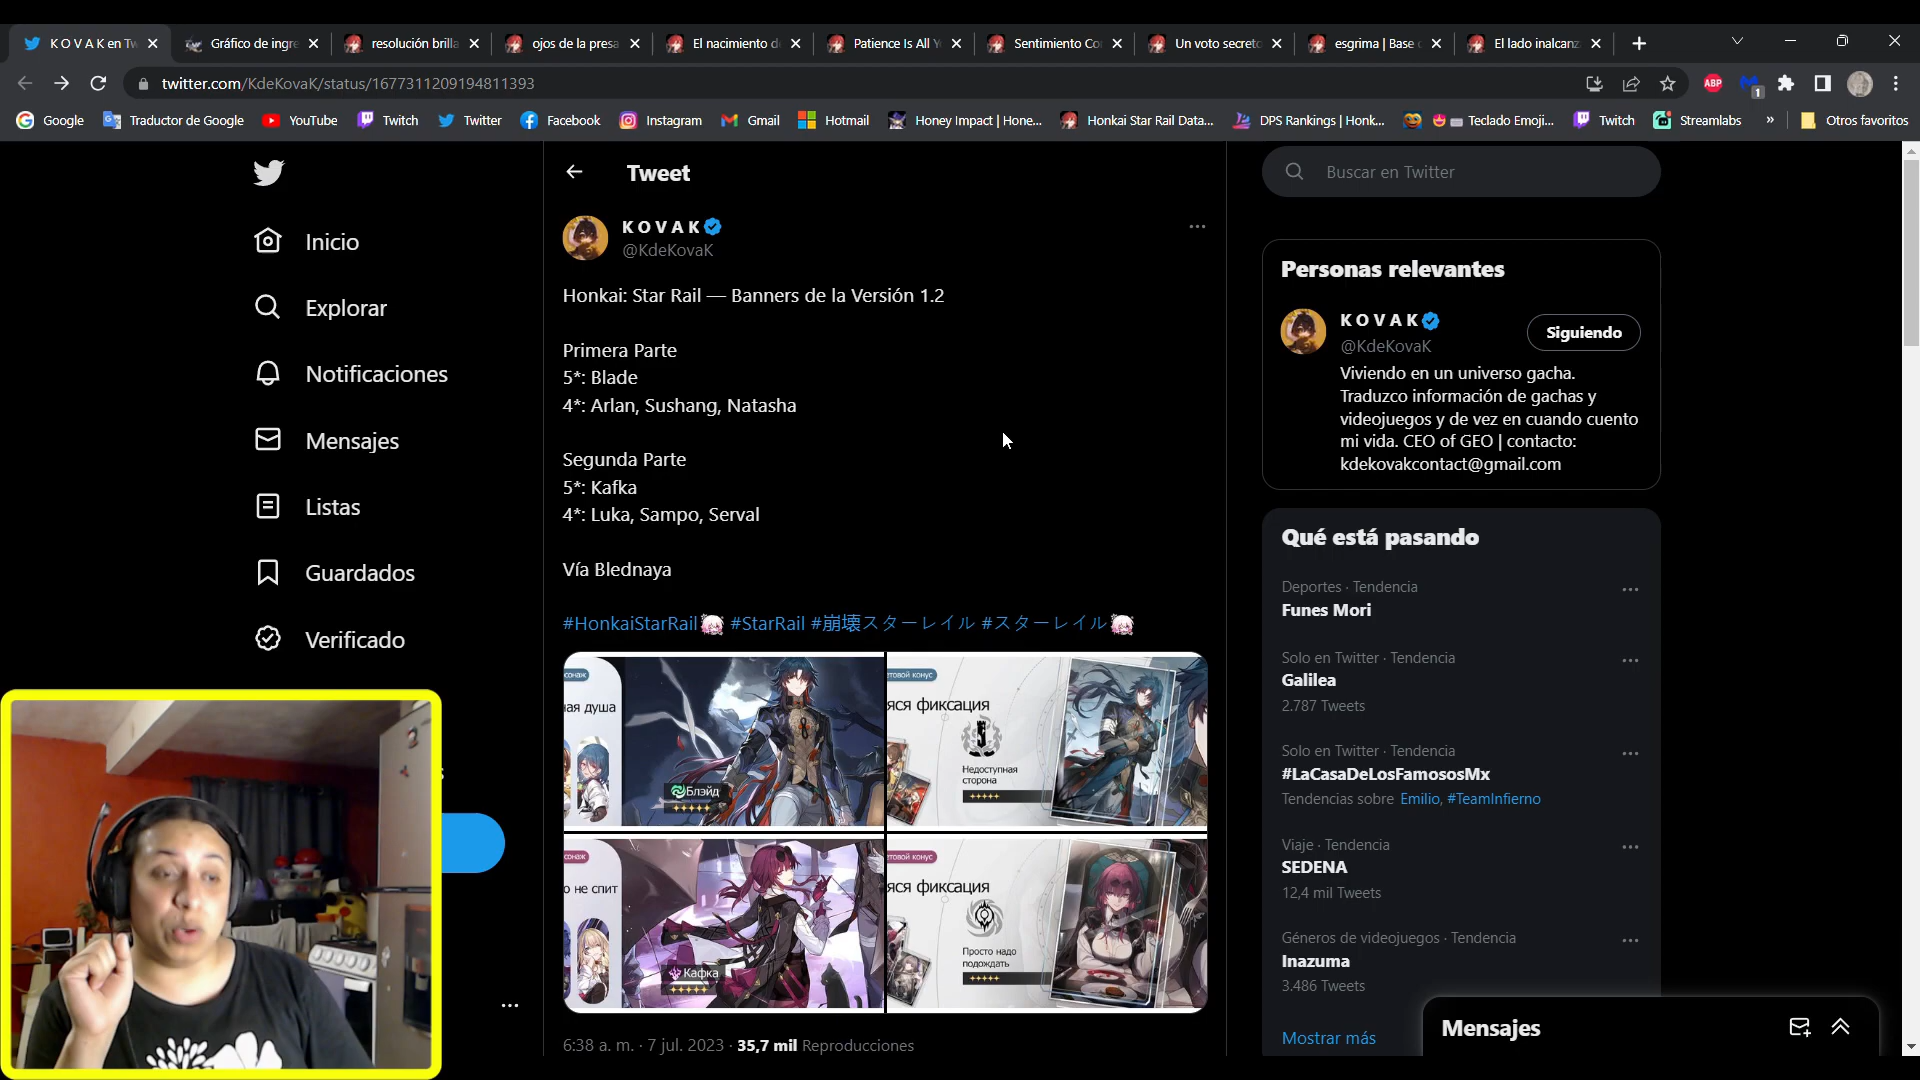 K O V A K en Tw
Gráfico de ingre
resolución brilla
ojos de la presa
El nacimiento d
Patience Is All Y
Sentimiento Co
Un voto secreto
esgrima | Base
El lado inalcanz
twitter.com/KdeKovaK/status/1677311209194811393
ABP
1
Google
Traductor de Google
YouTube
Twitch
Twitter
Facebook
Instagram
Gmail
Hotmail
Honey Impact | Hone...
Honkai Star Rail Data...
DPS Rankings | Honk...
Teclado Emoji...
Twitch
Streamlabs
»
Otros favoritos
Inicio
Explorar
Notificaciones
Mensajes
Listas
Guardados
Verificado
Tweet
K O V A K
@KdeKovaK
Honkai: Star Rail — Banners de la Versión 1.2
Primera Parte
5*: Blade
4*: Arlan, Sushang, Natasha
Segunda Parte
5*: Kafka
4*: Luka, Sampo, Serval
Vía Blednaya
#HonkaiStarRail #StarRail #崩壊スターレイル #スターレイル
ная душа
Блэйд
товой конус
яся фиксация
Недоступная
сторона
о не спит
Кафка
товой конус
яся фиксация
Просто надо
подождать
6:38 a. m. · 7 jul. 2023 · 35,7 mil Reproducciones
Buscar en Twitter
Personas relevantes
K O V A K
@KdeKovaK
Siguiendo
Viviendo en un universo gacha.
Traduzco información de gachas y
videojuegos y de vez en cuando cuento
mi vida. CEO of GEO | contacto:
kdekovakcontact@gmail.com
Qué está pasando
Deportes · Tendencia
Funes Mori
Solo en Twitter · Tendencia
Galilea
2.787 Tweets
Solo en Twitter · Tendencia
#LaCasaDeLosFamososMx
Tendencias sobre Emilio, #TeamInfierno
Viaje · Tendencia
SEDENA
12,4 mil Tweets
Géneros de videojuegos · Tendencia
Inazuma
3.486 Tweets
Mostrar más
Mensajes